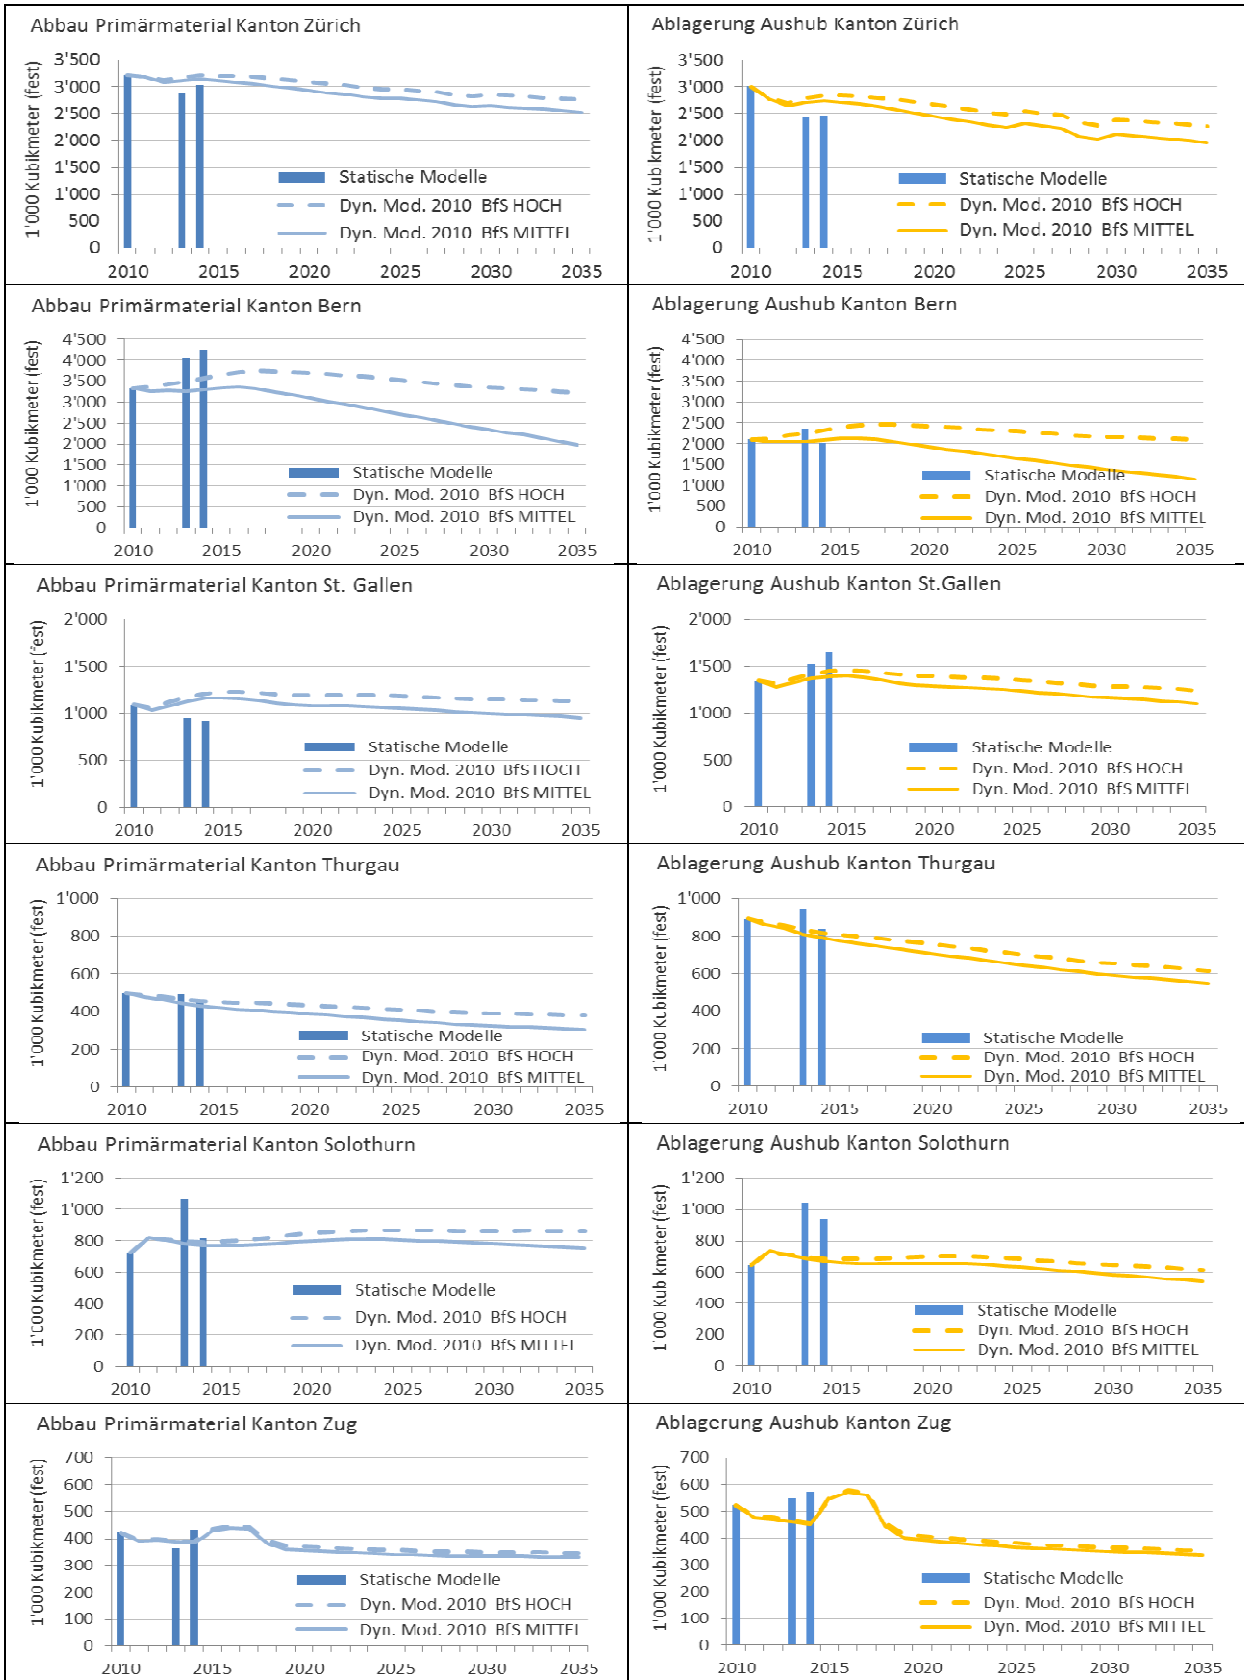 Abbau Primärmaterial Kanton Zürich
1'000 Kubikmeter (fest)
3'500
3'000
2'500
2'000
1'500
1'000
500
0
Statische Modelle
Dyn. Mod. 2010 BfS HOCH
Dyn. Mod. 2010 BfS MITTEL
2010 2015 2020 2025 2030 2035
Ablagerung Aushub Kanton Zürich
1'000 Kubikmeter (fest)
3'500
3'000
2'500
2'000
1'500
1'000
500
0
Statische Modelle
Dyn. Mod. 2010 BfS HOCH
Dyn. Mod. 2010 BfS MITTEL
2010 2015 2020 2025 2030 2035
Abbau Primärmaterial Kanton Bern
1'000 Kubikmeter (fest)
4'500
4'000
3'500
3'000
2'500
2'000
1'500
1'000
500
0
Statische Modelle
Dyn. Mod. 2010 BfS HOCH
Dyn. Mod. 2010 BfS MITTEL
2010 2015 2020 2025 2030 2035
Ablagerung Aushub Kanton Bern
1'000 Kubikmeter (fest)
4'500
4'000
3'500
3'000
2'500
2'000
1'500
1'000
500
0
Statische Modelle
Dyn. Mod. 2010 BfS HOCH
Dyn. Mod. 2010 BfS MITTEL
2010 2015 2020 2025 2030 2035
Abbau Primärmaterial Kanton St. Gallen
1'000 Kubikmeter (fest)
2'000
1'500
1'000
500
0
Statische Modelle
Dyn. Mod. 2010 BfS HOCH
Dyn. Mod. 2010 BfS MITTEL
2010 2015 2020 2025 2030 2035
Ablagerung Aushub Kanton St.Gallen
1'000 Kubikmeter (fest)
2'000
1'500
1'000
500
0
Statische Modelle
Dyn. Mod. 2010 BfS HOCH
Dyn. Mod. 2010 BfS MITTEL
2010 2015 2020 2025 2030 2035
Abbau Primärmaterial Kanton Thurgau
1'000 Kubikmeter (fest)
1'000
800
600
400
200
0
Statische Modelle
Dyn. Mod. 2010 BfS HOCH
Dyn. Mod. 2010 BfS MITTEL
2010 2015 2020 2025 2030 2035
Ablagerung Aushub Kanton Thurgau
1'000 Kubikmeter (fest)
1'000
800
600
400
200
0
Statische Modelle
Dyn. Mod. 2010 BfS HOCH
Dyn. Mod. 2010 BfS MITTEL
2010 2015 2020 2025 2030 2035
Abbau Primärmaterial Kanton Solothurn
1'000 Kubikmeter (fest)
1'200
1'000
800
600
400
200
0
Statische Modelle
Dyn. Mod. 2010 BfS HOCH
Dyn. Mod. 2010 BfS MITTEL
2010 2015 2020 2025 2030 2035
Ablagerung Aushub Kanton Solothurn
1'000 Kubikmeter (fest)
1'200
1'000
800
600
400
200
0
Statische Modelle
Dyn. Mod. 2010 BfS HOCH
Dyn. Mod. 2010 BfS MITTEL
2010 2015 2020 2025 2030 2035
Abbau Primärmaterial Kanton Zug
1'000 Kubikmeter (fest)
700
600
500
400
300
200
100
0
Statische Modelle
Dyn. Mod. 2010 BfS HOCH
Dyn. Mod. 2010 BfS MITTEL
2010 2015 2020 2025 2030 2035
Ablagerung Aushub Kanton Zug
1'000 Kubikmeter (fest)
700
600
500
400
300
200
100
0
Statische Modelle
Dyn. Mod. 2010 BfS HOCH
Dyn. Mod. 2010 BfS MITTEL
2010 2015 2020 2025 2030 2035